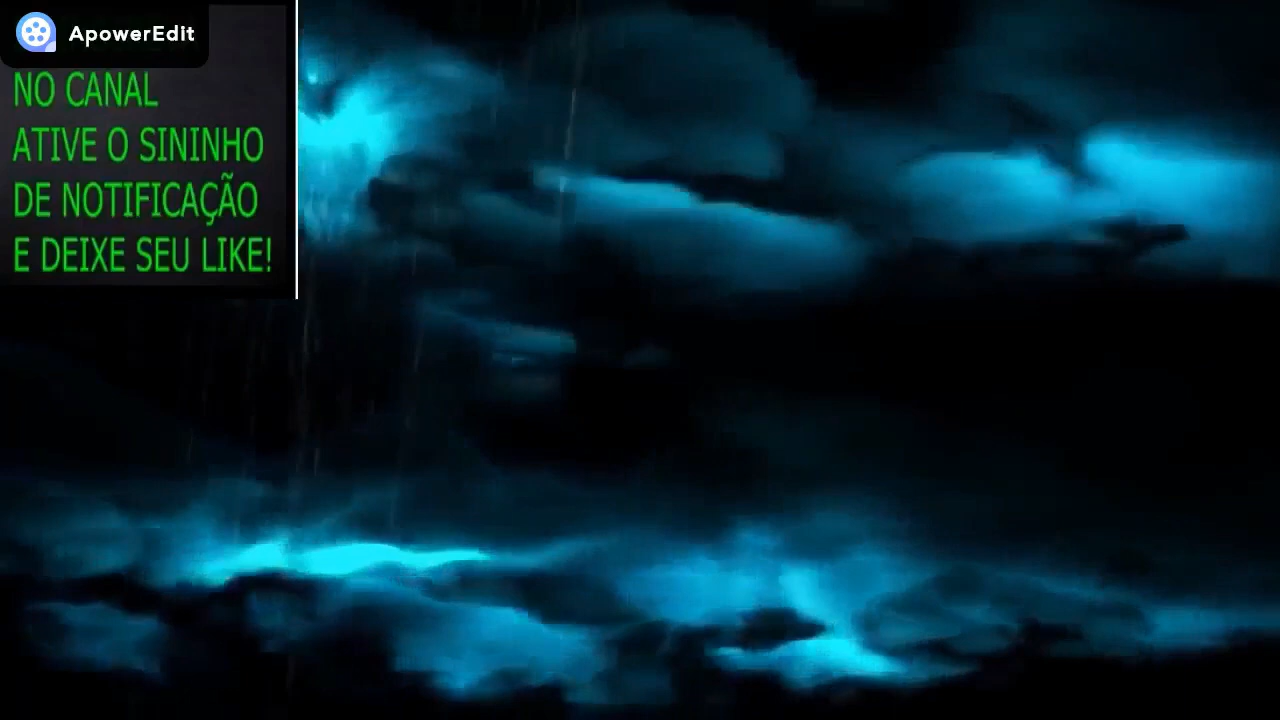 ApowerEdit
NO CANAL
ATIVE O SININHO
DE NOTIFICAÇÃO
E DEIXE SEU LIKE!